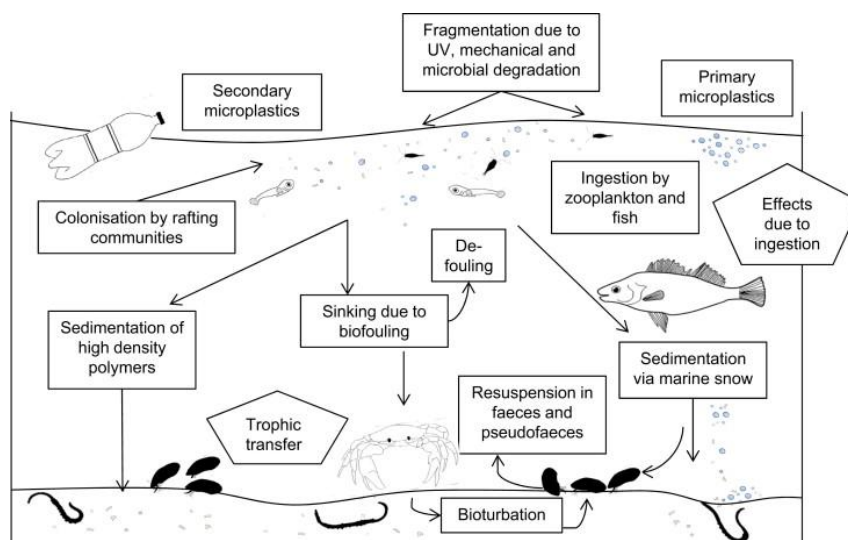 Fragmentation due to
UV, mechanical and
microbial degradation
Secondary
microplastics
Primary
microplastics
Colonisation by rafting
communities
Ingestion by
zooplankton and
fish
Effects
due to
ingestion
De-
fouling
Sedimentation of
high density
polymers
Sinking due to
biofouling
Sedimentation
via marine snow
Trophic
transfer
Resuspension in
faeces and
pseudofaeces
Bioturbation